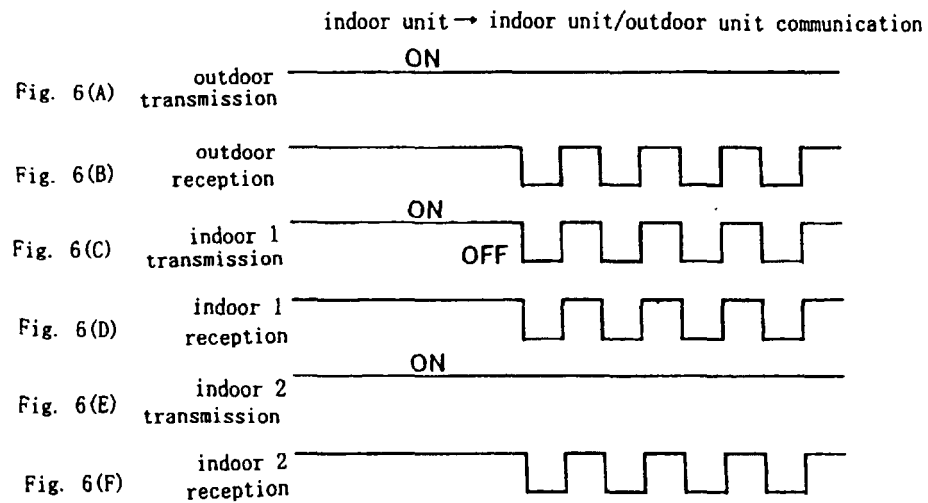 indoor unit → indoor unit/outdoor unit communication
ON
Fig. 6(A) outdoor transmission
Fig. 6(B) outdoor reception
ON
Fig. 6(C) indoor 1 transmission OFF
Fig. 6(D) indoor 1 reception
ON
Fig. 6(E) indoor 2 transmission
Fig. 6(F) indoor 2 reception